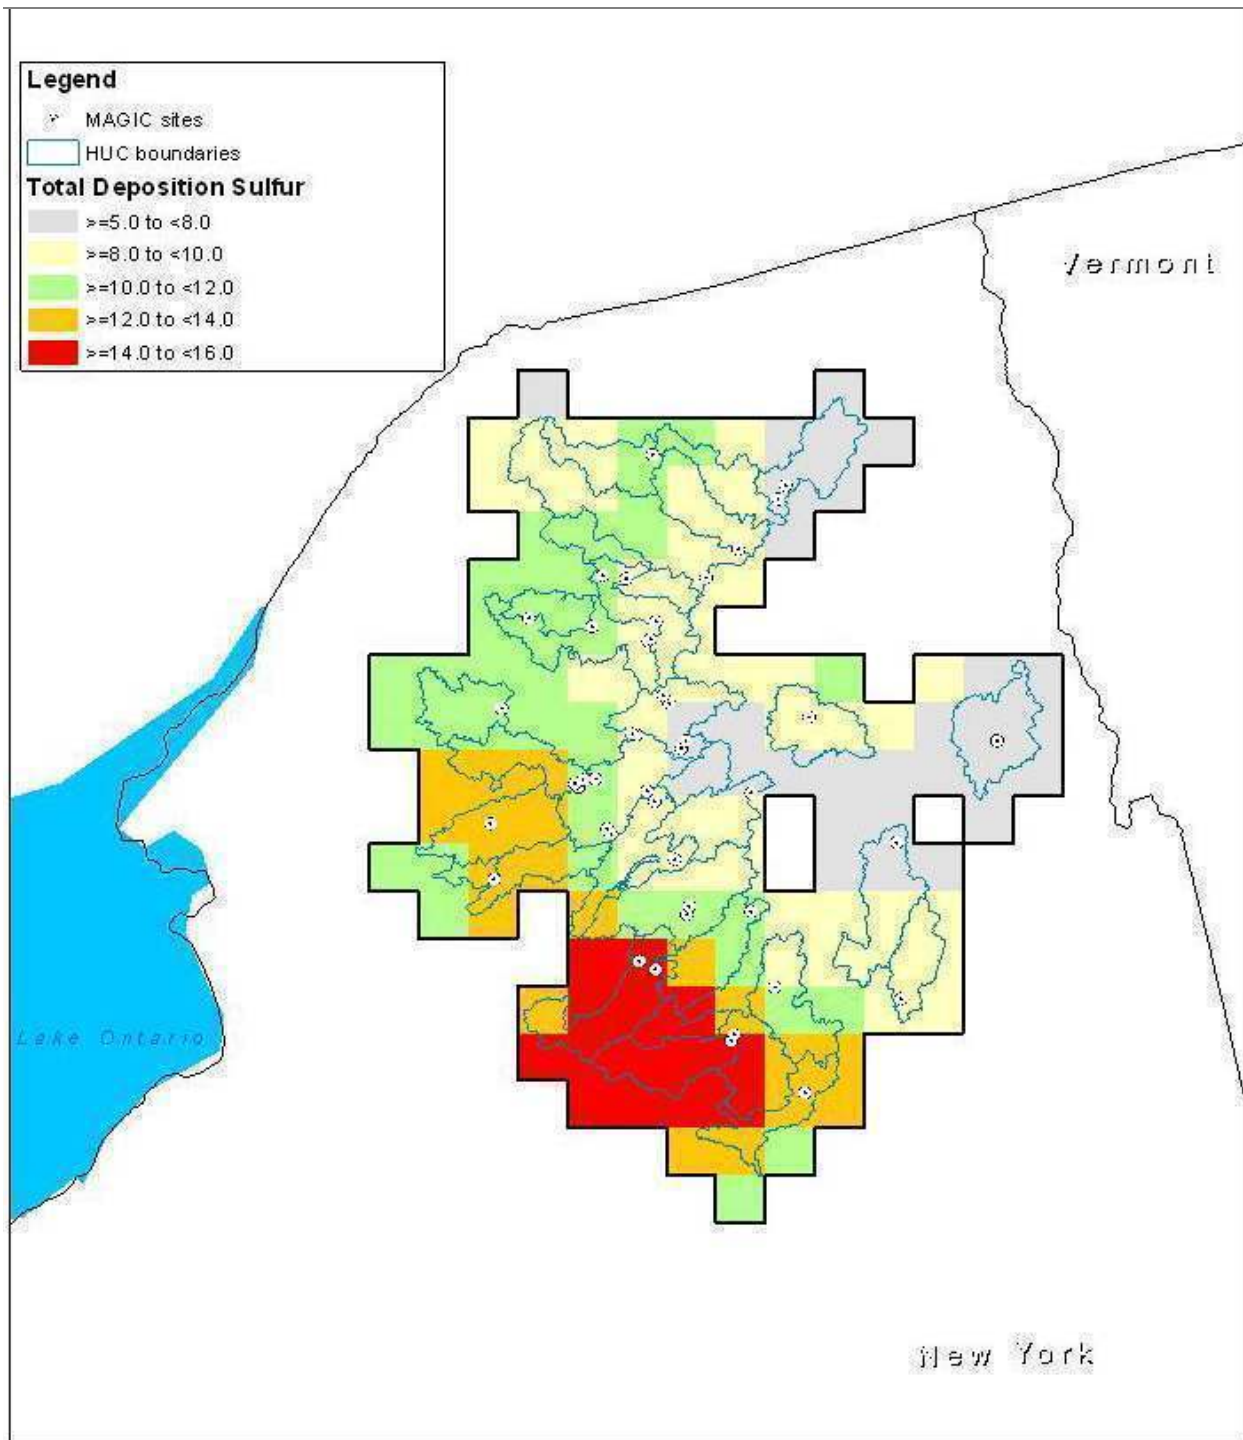 Legend
MAGIC sites
HUC boundaries
Total Deposition Sulfur
>=5.0 to <8.0
>=8.0 to <10.0
>=10.0 to <12.0
>=12.0 to <14.0
>=14.0 to <16.0
Vermont
Lake Ontario
New York